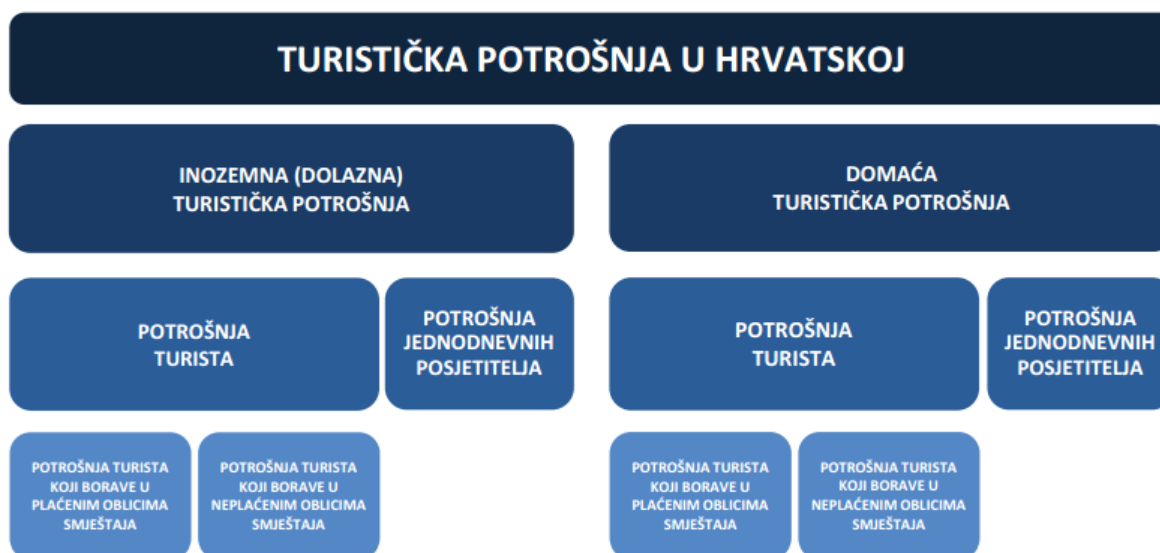 TURISTIČKA POTROŠNJA U HRVATSKOJ
INOZEMNA (DOLAZNA)
TURISTIČKA POTROŠNJA
DOMAĆA
TURISTIČKA POTROŠNJA
POTROŠNJA
TURISTA
POTROŠNJA
JEDNODNEVNIH
POSJETITELJA
POTROŠNJA
TURISTA
POTROŠNJA
JEDNODNEVNIH
POSJETITELJA
POTROŠNJA TURISTA
KOJI BORAVE U
PLAĆENIM OBLICIMA
SMJEŠTAJA
POTROŠNJA TURISTA
KOJI BORAVE U
NEPLAĆENIM OBLICIMA
SMJEŠTAJA
POTROŠNJA TURISTA
KOJI BORAVE U
PLAĆENIM OBLICIMA
SMJEŠTAJA
POTROŠNJA TURISTA
KOJI BORAVE U
NEPLAĆENIM OBLICIMA
SMJEŠTAJA